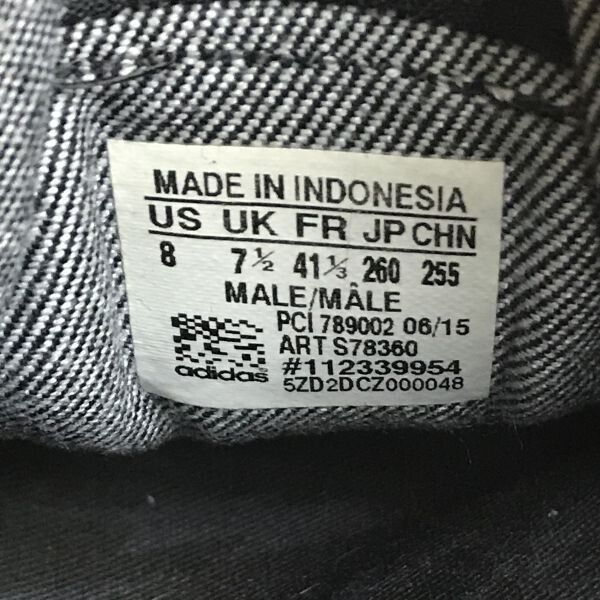 MADE IN INDONESIA
US UK FR JP CHN
8 7½ 41⅓ 260 255
MALE/MÂLE
PCI 789002 06/15
ART S78360
adidas #112339954
5ZD2DCZ000048